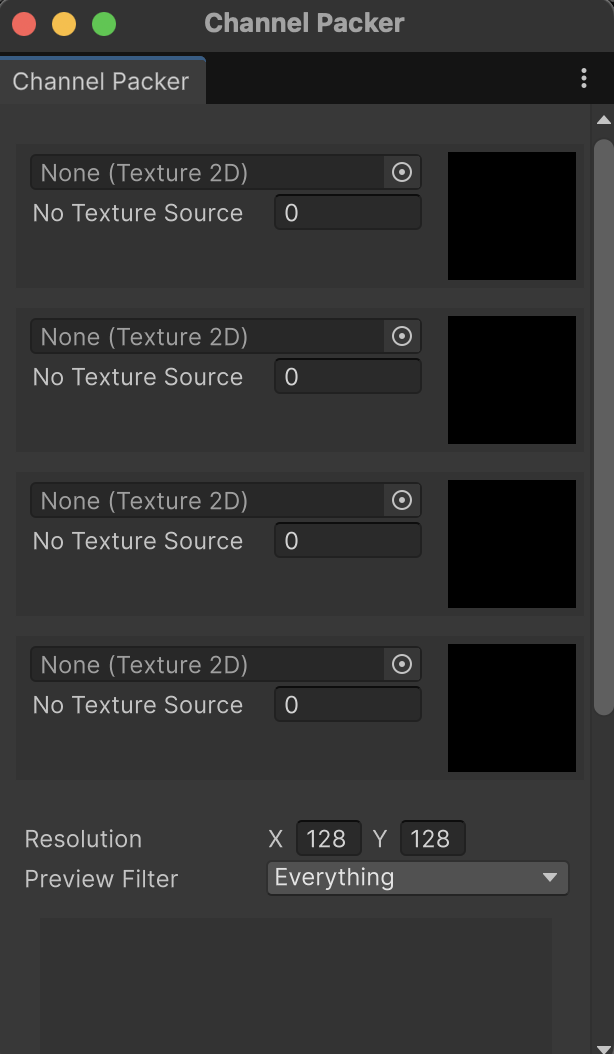 Channel Packer
Channel Packer
None (Texture 2D)
No Texture Source 0
None (Texture 2D)
No Texture Source 0
None (Texture 2D)
No Texture Source 0
None (Texture 2D)
No Texture Source 0
Resolution X 128 Y 128
Preview Filter Everything